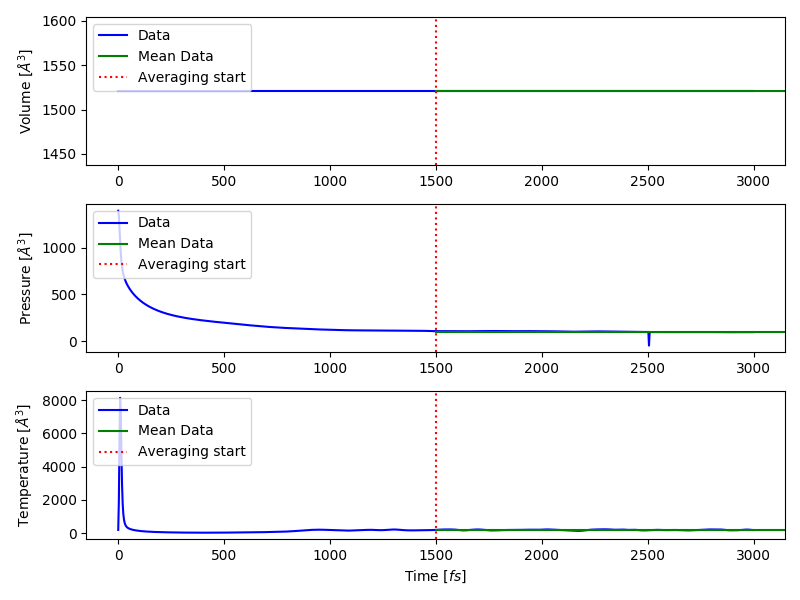 1600
1550
1500
1450
Volume [Å³]
Data
Mean Data
Averaging start
0 500 1000 1500 2000 2500 3000
1000
500
0
Pressure [Å³]
Data
Mean Data
Averaging start
0 500 1000 1500 2000 2500 3000
8000
6000
4000
2000
0
Temperature [Å³]
Data
Mean Data
Averaging start
0 500 1000 1500 2000 2500 3000
Time [fs]